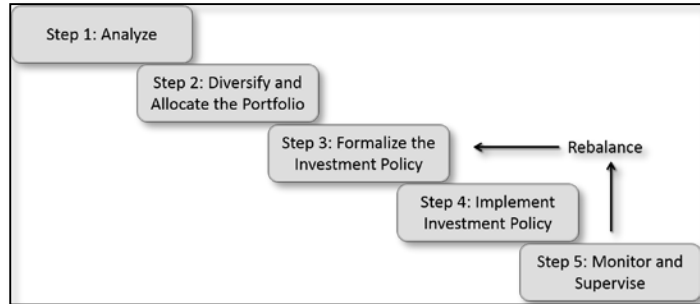 Step 1: Analyze
Step 2: Diversify and
Allocate the Portfolio
Step 3: Formalize the
Investment Policy
Rebalance
Step 4: Implement
Investment Policy
Step 5: Monitor and
Supervise